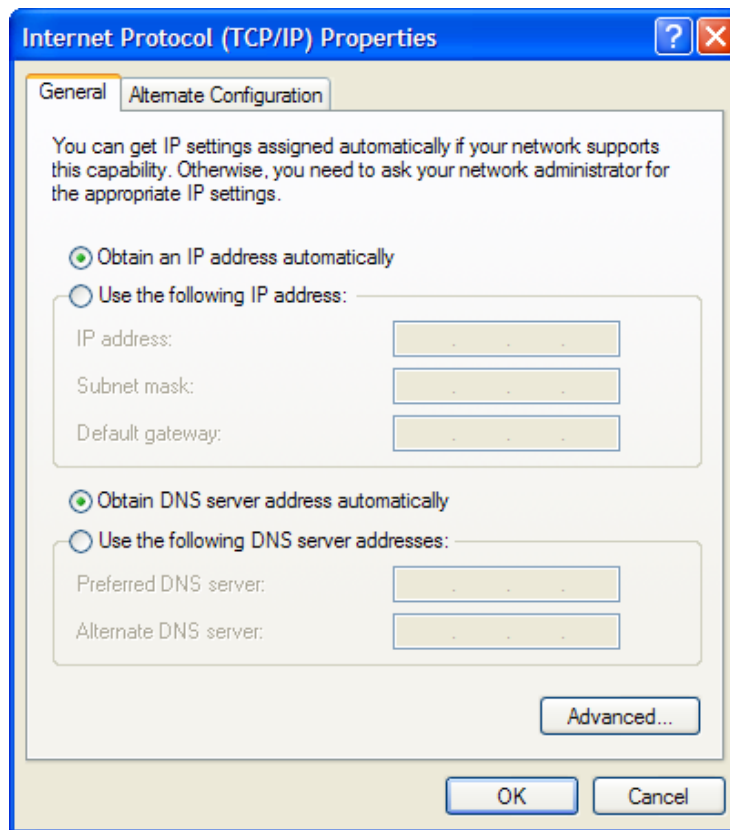 Internet Protocol (TCP/IP) Properties
General
Alternate Configuration
You can get IP settings assigned automatically if your network supports
this capability. Otherwise, you need to ask your network administrator for
the appropriate IP settings.
Obtain an IP address automatically
Use the following IP address:
IP address:
Subnet mask:
Default gateway:
Obtain DNS server address automatically
Use the following DNS server addresses:
Preferred DNS server:
Alternate DNS server:
Advanced...
OK
Cancel